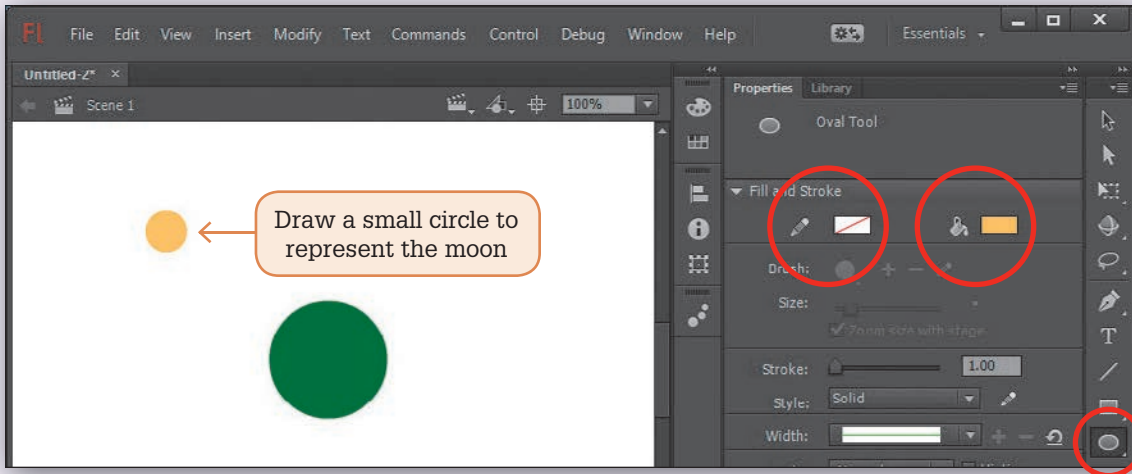 Fl File Edit View Insert Modify Text Commands Control Debug Window Help Essentials
Untitled-2* ×
Scene 1 100%
Draw a small circle to
represent the moon
Properties Library
Oval Tool
Fill and Stroke
Brush:
Size:
Zoom size with stage
Stroke: 1.00
Style: Solid
Width:
T